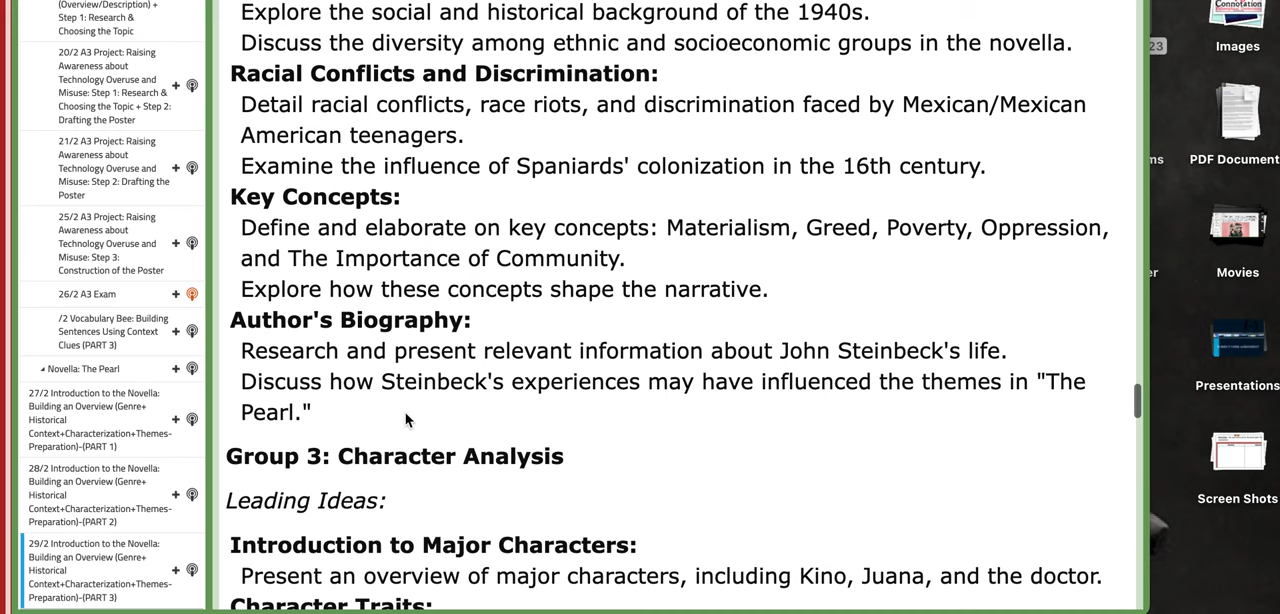 (Overview/Description) +
Step 1: Research &
Choosing the Topic
20/2 A3 Project: Raising
Awareness about
Technology Overuse and
Misuse: Step 1: Research &
Choosing the Topic + Step 2:
Drafting the Poster
21/2 A3 Project: Raising
Awareness about
Technology Overuse and
Misuse: Step 2: Drafting the
Poster
25/2 A3 Project: Raising
Awareness about
Technology Overuse and
Misuse: Step 3:
Construction of the Poster
26/2 A3 Exam
/2 Vocabulary Bee: Building
Sentences Using Context
Clues (PART 3)
Novella: The Pearl
27/2 Introduction to the Novella:
Building an Overview (Genre+
Historical
Context+Characterization+Themes-
Preparation)-(PART 1)
28/2 Introduction to the Novella:
Building an Overview (Genre+
Historical
Context+Characterization+Themes-
Preparation)-(PART 2)
29/2 Introduction to the Novella:
Building an Overview (Genre+
Historical
Context+Characterization+Themes-
Preparation)-(PART 3)
Explore the social and historical background of the 1940s.
Discuss the diversity among ethnic and socioeconomic groups in the novella.
Racial Conflicts and Discrimination:
Detail racial conflicts, race riots, and discrimination faced by Mexican/Mexican
American teenagers.
Examine the influence of Spaniards' colonization in the 16th century.
Key Concepts:
Define and elaborate on key concepts: Materialism, Greed, Poverty, Oppression,
and The Importance of Community.
Explore how these concepts shape the narrative.
Author's Biography:
Research and present relevant information about John Steinbeck's life.
Discuss how Steinbeck's experiences may have influenced the themes in "The
Pearl."
Group 3: Character Analysis
Leading Ideas:
Introduction to Major Characters:
Present an overview of major characters, including Kino, Juana, and the doctor.
Character Traits:
Connotation
Images
23
ms
PDF Document
er
Movies
Presentations
Screen Shots